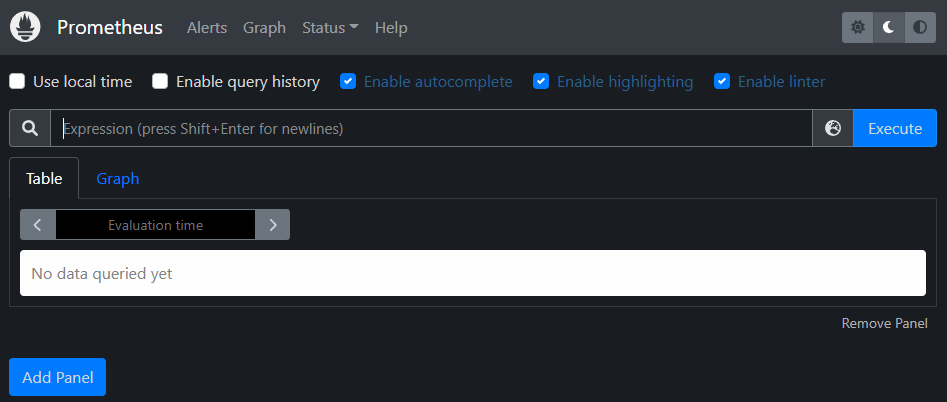 Prometheus Alerts Graph Status Help
Use local time Enable query history Enable autocomplete Enable highlighting Enable linter
Expression (press Shift+Enter for newlines) Execute
Table Graph
Evaluation time
No data queried yet
Remove Panel
Add Panel